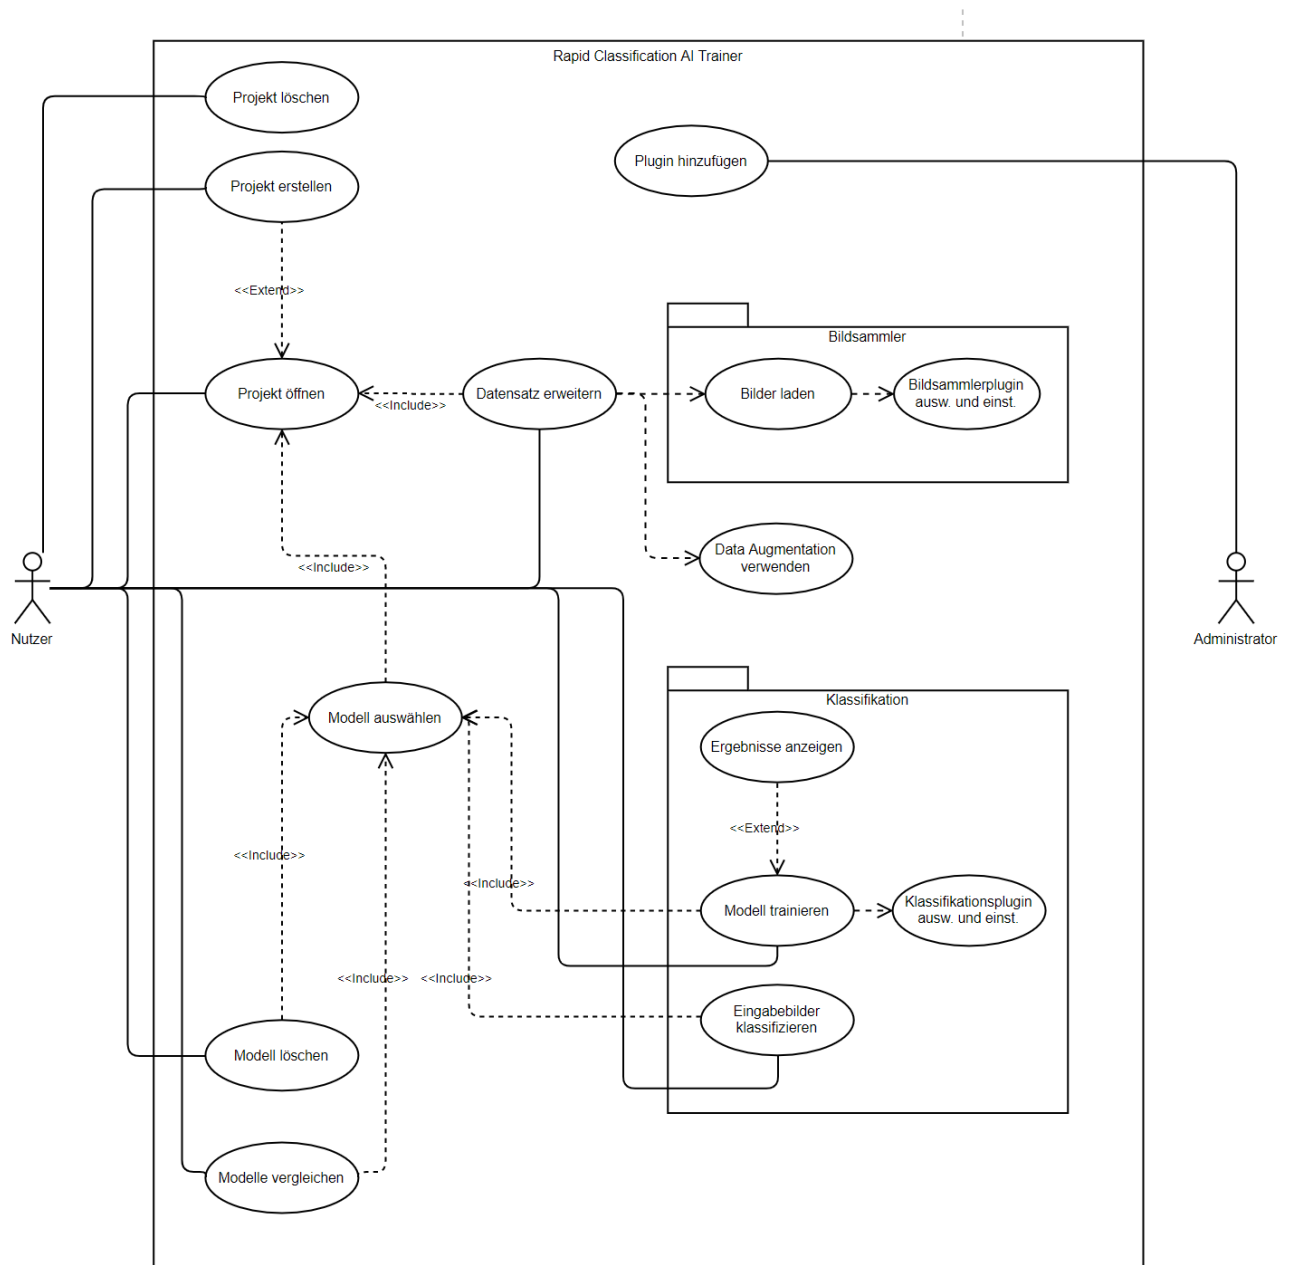 Rapid Classification AI Trainer
Projekt löschen
Plugin hinzufügen
Projekt erstellen
<<Extend>>
Bildsammler
Projekt öffnen
<<Include>>
Datensatz erweitern
Bilder laden
Bildsammlerplugin
ausw. und einst.
Data Augmentation
verwenden
<<Include>>
Nutzer
Administrator
Klassifikation
Modell auswählen
Ergebnisse anzeigen
<<Extend>>
<<Include>>
<<Include>>
Modell trainieren
Klassifikationsplugin
ausw. und einst.
<<Include>>
<<Include>>
Eingabebilder
klassifizieren
Modell löschen
Modelle vergleichen